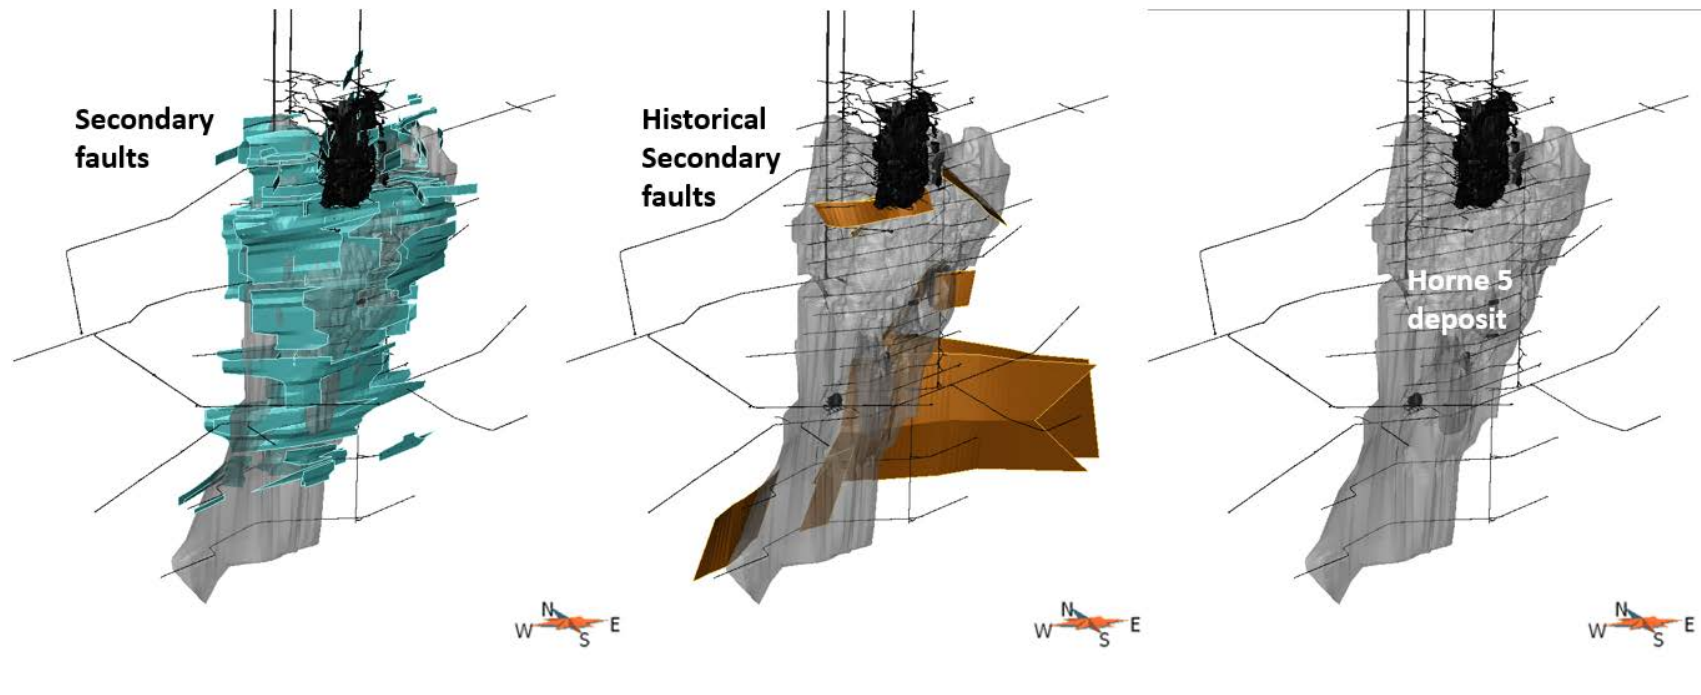 Secondary
faults
Historical
Secondary
faults
Horne 5
deposit
N
W
E
S
N
W
E
S
N
W
E
S